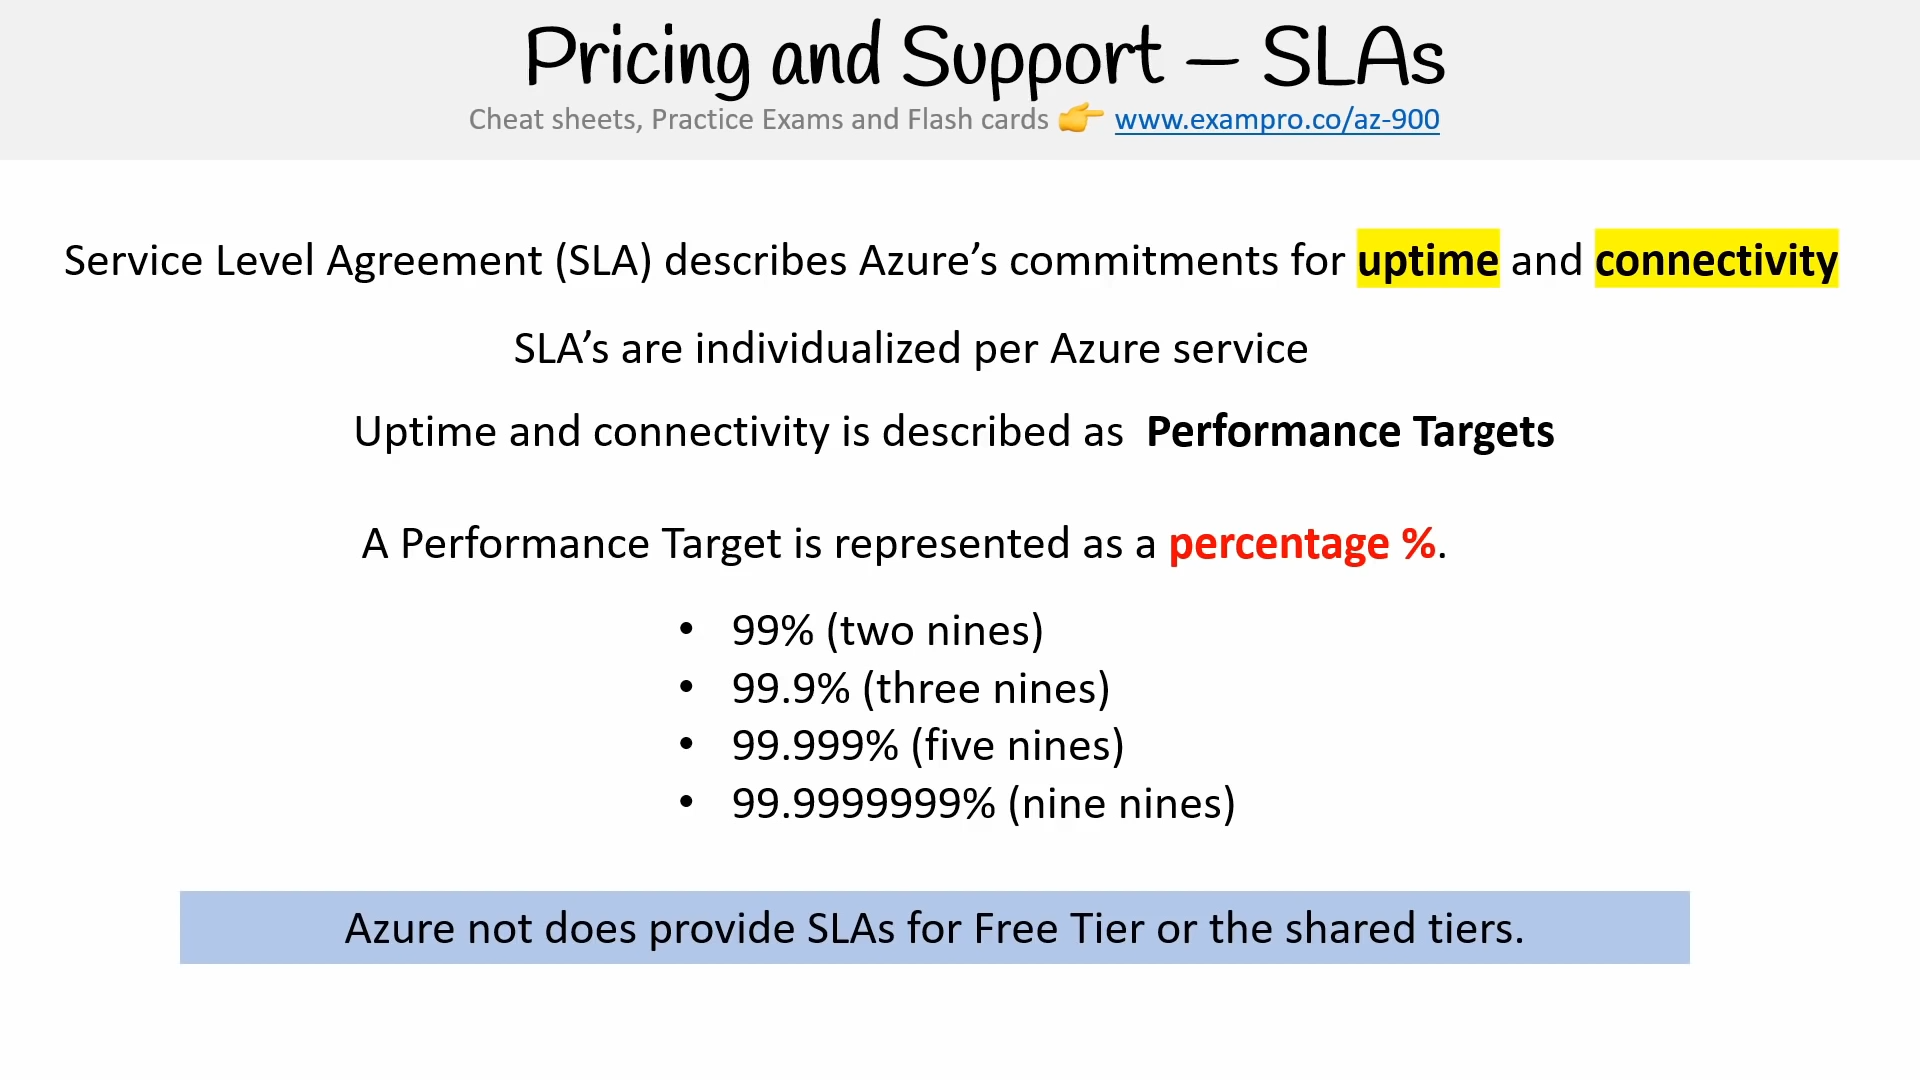 Pricing and Support – SLAs
Cheat sheets, Practice Exams and Flash cards 👉 www.exampro.co/az-900
Service Level Agreement (SLA) describes Azure’s commitments for uptime and connectivity
SLA’s are individualized per Azure service
Uptime and connectivity is described as Performance Targets
A Performance Target is represented as a percentage %.
• 99% (two nines)
• 99.9% (three nines)
• 99.999% (five nines)
• 99.9999999% (nine nines)
Azure not does provide SLAs for Free Tier or the shared tiers.